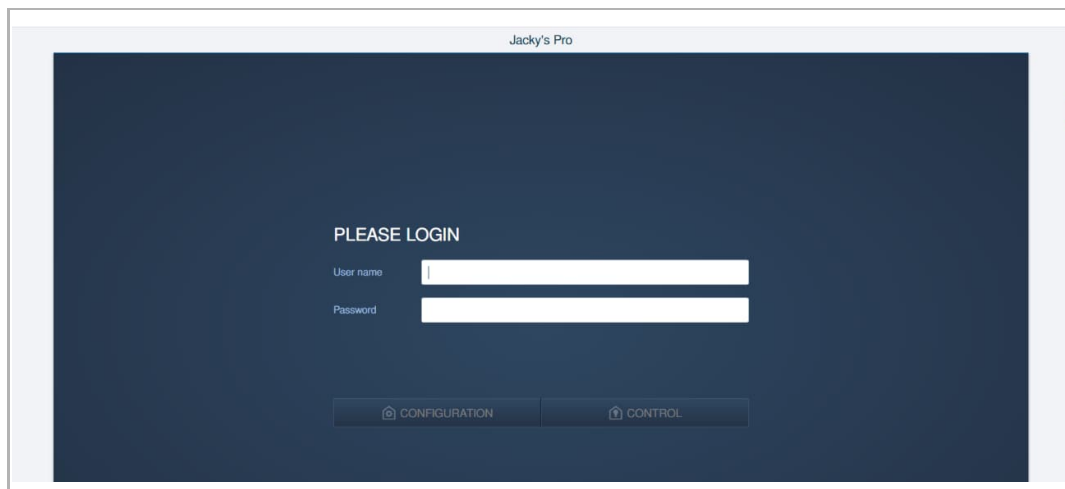 Jacky's Pro
PLEASE LOGIN
User name
Password
CONFIGURATION CONTROL